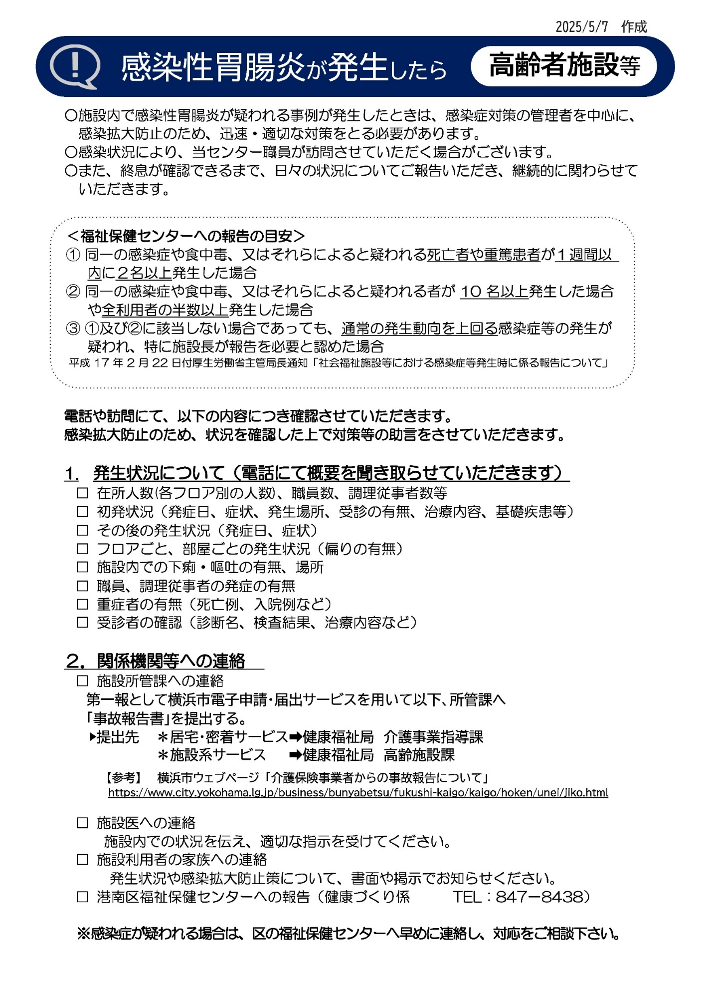 2025/5/7　作成
感染性胃腸炎が発生したら
高齢者施設等
〇施設内で感染性胃腸炎が疑われる事例が発生したときは、感染症対策の管理者を中心に、
感染拡大防止のため、迅速・適切な対策をとる必要があります。
〇感染状況により、当センター職員が訪問させていただく場合がございます。
〇また、終息が確認できるまで、日々の状況についてご報告いただき、継続的に関わらせて
いただきます。
＜福祉保健センターへの報告の目安＞
① 同一の感染症や食中毒、又はそれらによると疑われる死亡者や重篤患者が１週間以
内に２名以上発生した場合
② 同一の感染症や食中毒、又はそれらによると疑われる者が 10 名以上発生した場合
や全利用者の半数以上発生した場合
③ ①及び②に該当しない場合であっても、通常の発生動向を上回る感染症等の発生が
疑われ、特に施設長が報告を必要と認めた場合
平成 17 年 2 月 22 日付厚生労働省主管局長通知「社会福祉施設等における感染症等発生時に係る報告について」
電話や訪問にて、以下の内容につき確認させていただきます。
感染拡大防止のため、状況を確認した上で対策等の助言をさせていただきます。
1. 発生状況について（電話にて概要を聞き取らせていただきます）
□ 在所人数(各フロア別の人数)、職員数、調理従事者数等
□ 初発状況（発症日、症状、発生場所、受診の有無、治療内容、基礎疾患等）
□ その後の発生状況（発症日、症状）
□ フロアごと、部屋ごとの発生状況（偏りの有無）
□ 施設内での下痢・嘔吐の有無、場所
□ 職員、調理従事者の発症の有無
□ 重症者の有無（死亡例、入院例など）
□ 受診者の確認（診断名、検査結果、治療内容など）
２．関係機関等への連絡
□ 施設所管課への連絡
第一報として横浜市電子申請・届出サービスを用いて以下、所管課へ
「事故報告書」を提出する。
▶提出先　＊居宅・密着サービス➡健康福祉局　介護事業指導課
＊施設系サービス　➡健康福祉局　高齢施設課
【参考】　横浜市ウェブページ「介護保険事業者からの事故報告について」
https://www.city.yokohama.lg.jp/business/bunyabetsu/fukushi-kaigo/kaigo/hoken/unei/jiko.html
□ 施設医への連絡
施設内での状況を伝え、適切な指示を受けてください。
□ 施設利用者の家族への連絡
発生状況や感染拡大防止策について、書面や掲示でお知らせください。
□ 港南区福祉保健センターへの報告（健康づくり係　　　TEL：847－8438）
※感染症が疑われる場合は、区の福祉保健センターへ早めに連絡し、対応をご相談下さい。